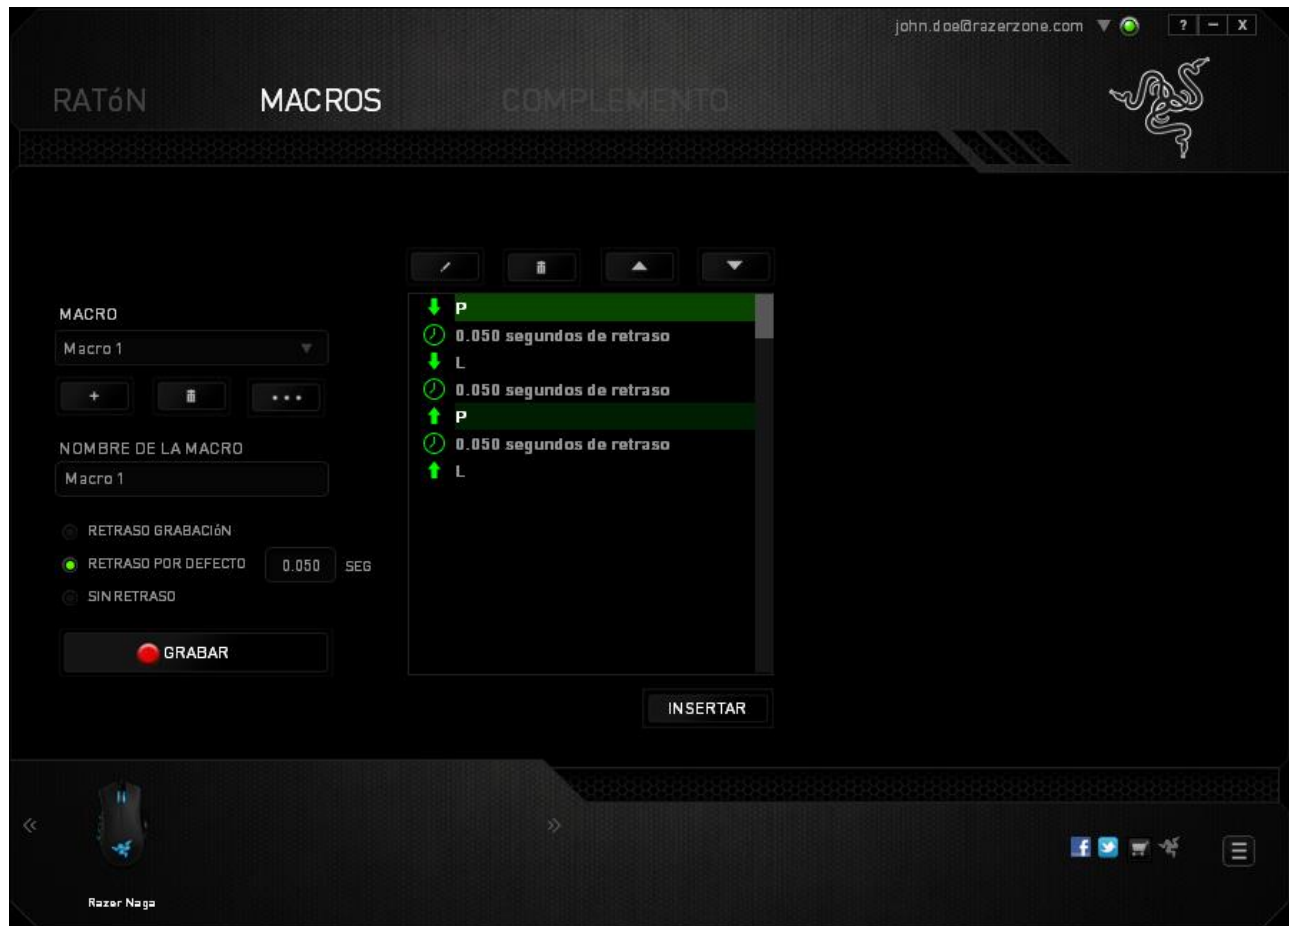 john.doe@razerzone.com
? – X
RATóN MACROS COMPLEMENTO
MACRO
Macro 1
+ ...
NOMBRE DE LA MACRO
Macro 1
RETRASO GRABACIóN
RETRASO POR DEFECTO 0.050 SEG
SIN RETRASO
GRABAR
P
0.050 segundos de retraso
L
0.050 segundos de retraso
P
0.050 segundos de retraso
L
INSERTAR
Razer Naga